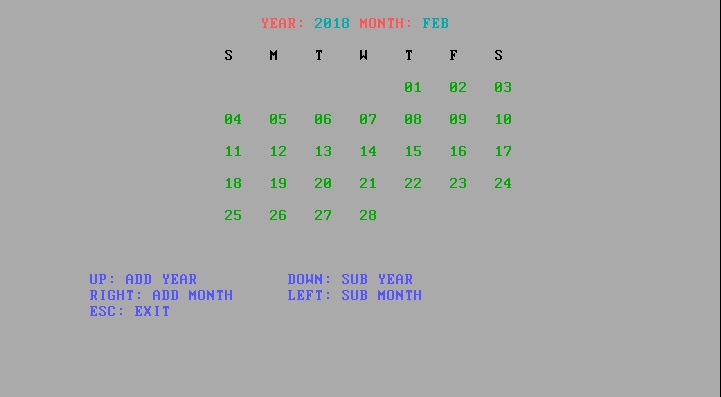 YEAR: 2018 MONTH: FEB
S M T W T F S
01 02 03
04 05 06 07 08 09 10
11 12 13 14 15 16 17
18 19 20 21 22 23 24
25 26 27 28
UP: ADD YEAR DOWN: SUB YEAR
RIGHT: ADD MONTH LEFT: SUB MONTH
ESC: EXIT